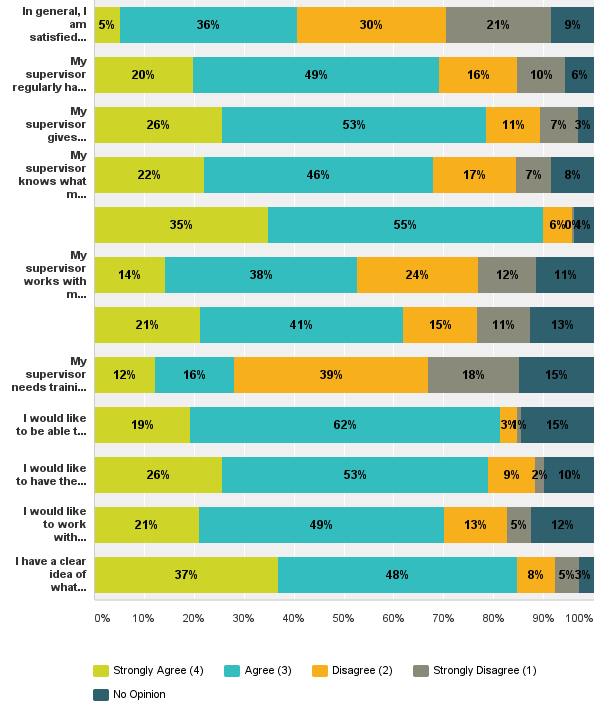 In general, I
am
satisfied...
5% 36% 30% 21% 9%
My
supervisor
regularly ha...
20% 49% 16% 10% 6%
My
supervisor
gives...
26% 53% 11% 7% 3%
My
supervisor
knows what
m...
22% 46% 17% 7% 8%
35% 55% 6% 0% 4%
My
supervisor
works with
m...
14% 38% 24% 12% 11%
21% 41% 15% 11% 13%
My
supervisor
needs traini...
12% 16% 39% 18% 15%
I would like
to be able t...
19% 62% 3% 1% 15%
I would like
to have the...
26% 53% 9% 2% 10%
I would like
to work
with...
21% 49% 13% 5% 12%
I have a clear
idea of
what...
37% 48% 8% 5% 3%
0% 10% 20% 30% 40% 50% 60% 70% 80% 90% 100%
Strongly Agree (4) Agree (3) Disagree (2) Strongly Disagree (1)
No Opinion